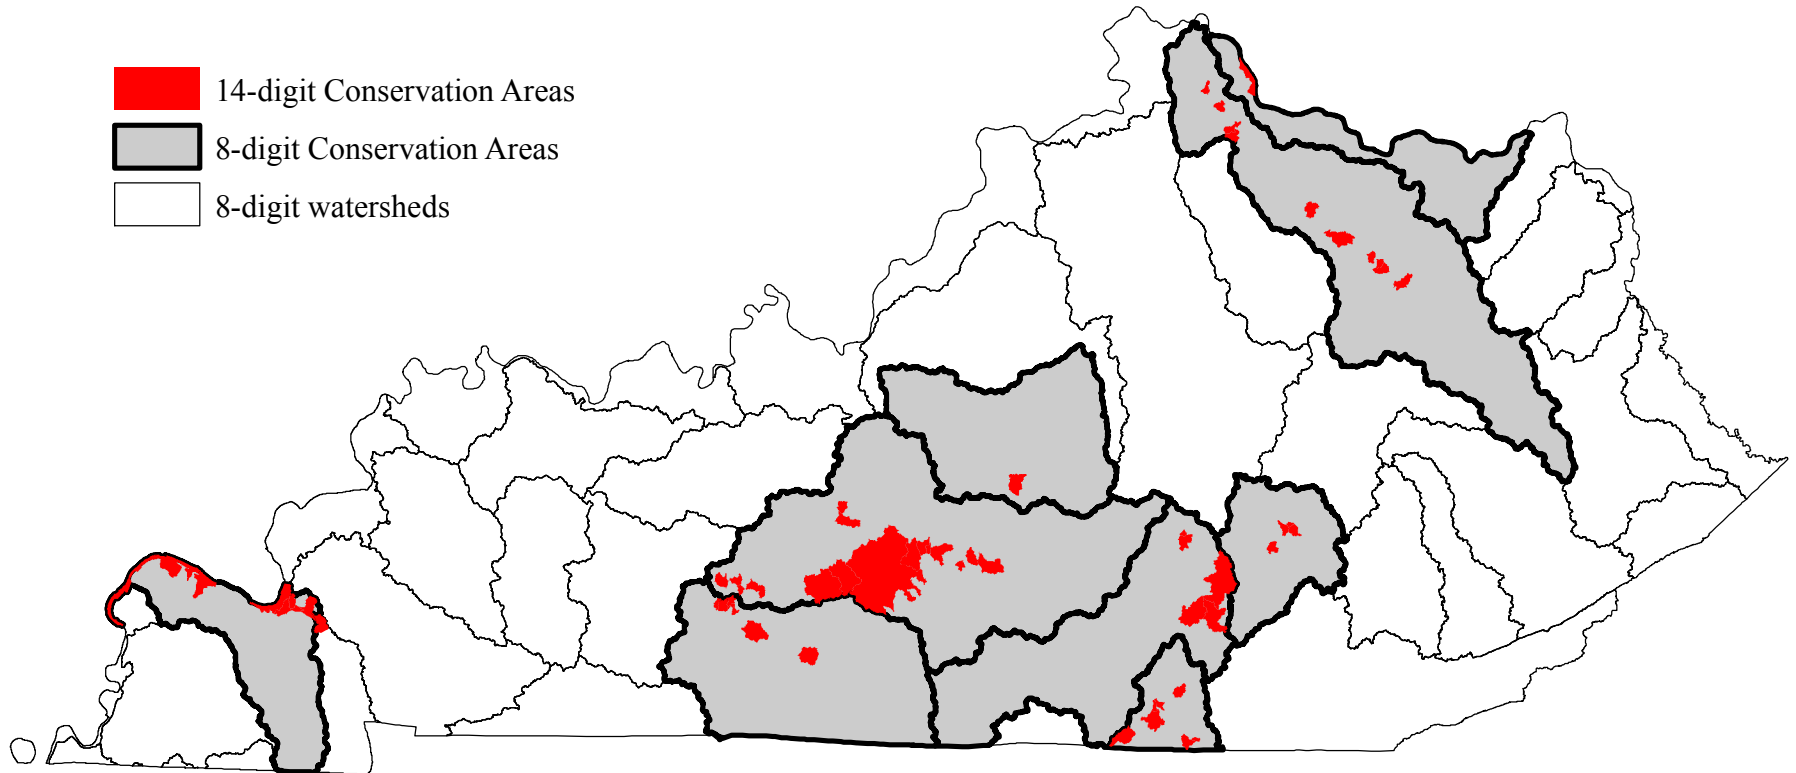 14-digit Conservation Areas
8-digit Conservation Areas
8-digit watersheds